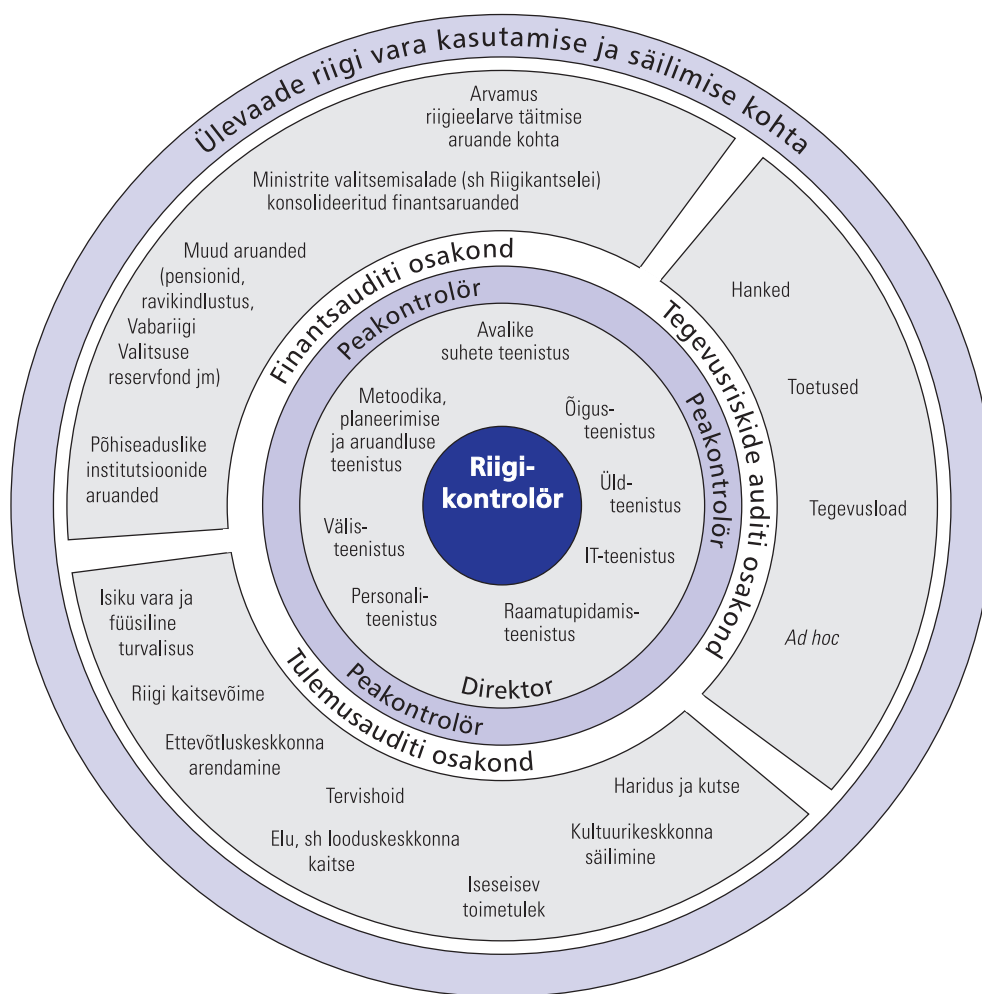 Ülevaade riigi vara kasutamise ja säilimise kohta
Arvamus
riigieelarve täitmise
aruande kohta
Ministrite valitsemisalade (sh Riigikantselei)
konsolideeritud finantsaruanded
Muud aruanded
(pensionid,
ravikindlustus,
Vabariigi
Valitsuse
reservfond jm)
Põhiseaduslike
institutsioonide
aruanded
Finantsauditi osakond
Peakontrolör
Hanked
Toetused
Tegevusload
Ad hoc
Tegevusriskide auditi osakond
Peakontrolör
Avalike
suhete teenistus
Metoodika,
planeerimise
ja aruandluse
teenistus
Õigus-
teenistus
Riigi-
kontrolör
Üld-
teenistus
Välis-
teenistus
IT-teenistus
Personali-
teenistus
Raamatupidamis-
teenistus
Direktor
Peakontrolör
Tulemusauditi osakond
Isiku vara ja
füüsiline
turvalisus
Riigi kaitsevõime
Ettevõtluskeskkonna
arendamine
Tervishoid
Elu, sh looduskeskkonna
kaitse
Iseseisev
toimetulek
Kultuurikeskkonna
säilimine
Haridus ja kutse